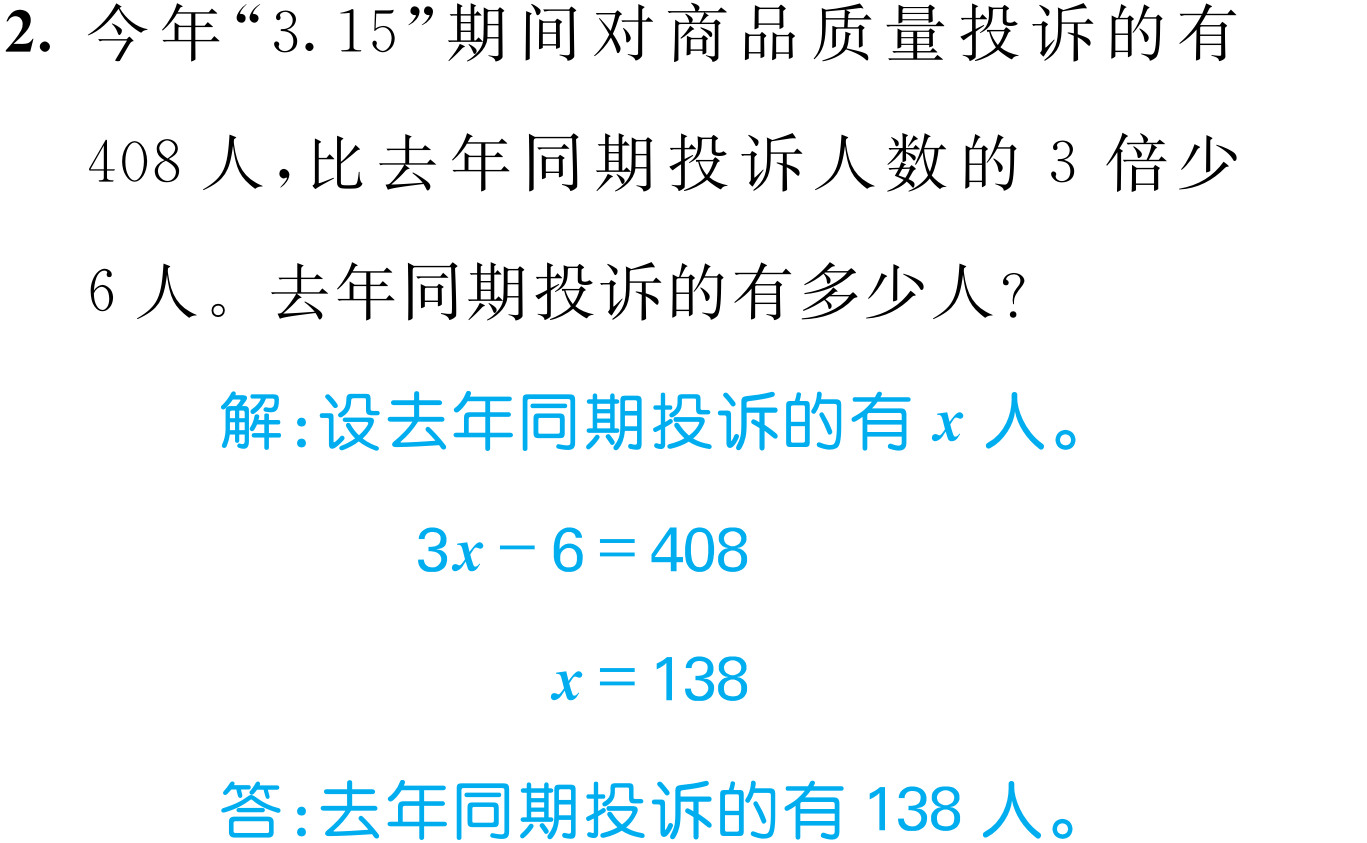 2. 今年“3.15”期间对商品质量投诉的有
408 人,比去年同期投诉人数的 3 倍少
6 人。去年同期投诉的有多少人?
解:设去年同期投诉的有 x 人。
3x - 6 = 408
x = 138
答:去年同期投诉的有 138 人。